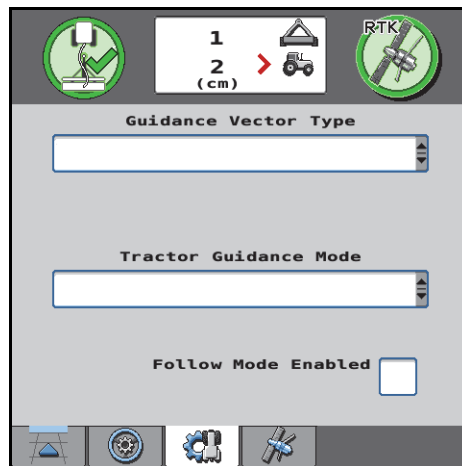 1
2
(cm)
RTK
Guidance Vector Type
Tractor Guidance Mode
Follow Mode Enabled